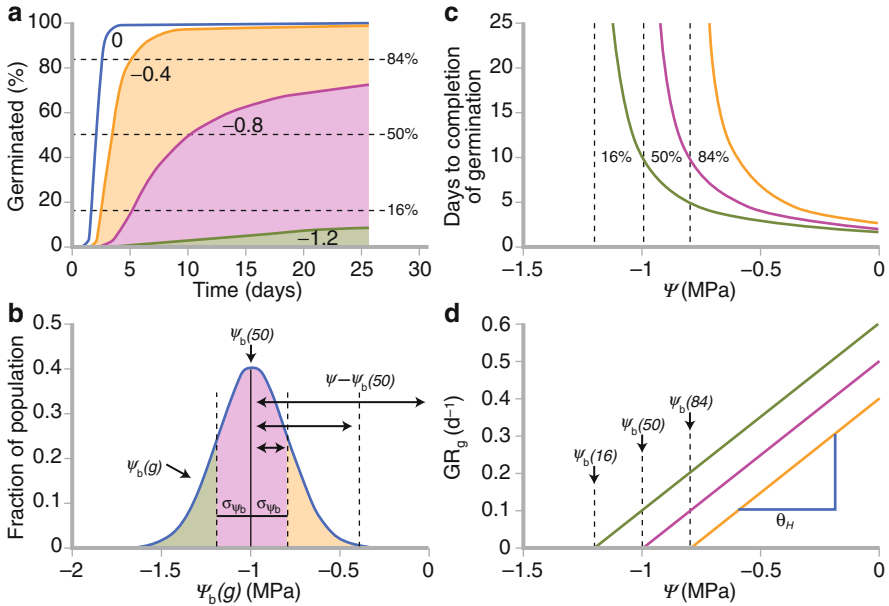 a
100
80
60
40
20
0
Germinated (%)
0
−0.4
−0.8
−1.2
84%
50%
16%
0 5 10 15 20 25 30
Time (days)
b
0.5
0.4
0.3
0.2
0.1
0
Fraction of population
ψb(50)
ψ−ψb(50)
ψb(g)
σψb σψb
−2 −1.5 −1 −0.5 0
Ψb(g) (MPa)
c
25
20
15
10
5
0
Days to completion
of germination
16% 50% 84%
−1.5 −1 −0.5 0
Ψ (MPa)
d
0.6
0.5
0.4
0.3
0.2
0.1
0
GRg (d⁻¹)
ψb(16)
ψb(50)
ψb(84)
θH
−1.5 −1 −0.5 0
Ψ (MPa)